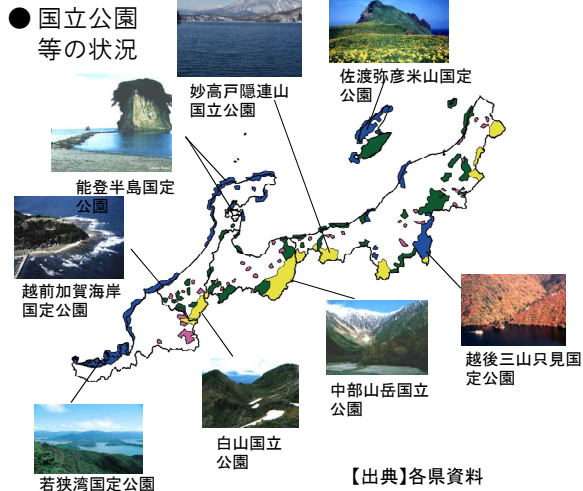 ●国立公園
等の状況
妙高戸隠連山
国立公園
佐渡弥彦米山国定
公園
能登半島国定
公園
越前加賀海岸
国定公園
越後三山只見国
定公園
中部山岳国立
公園
白山国立
公園
若狭湾国定公園
【出典】各県資料